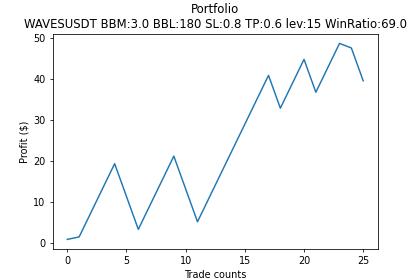 Portfolio
WAVESUSDT BBM:3.0 BBL:180 SL:0.8 TP:0.6 lev:15 WinRatio:69.0
50
40
30
20
10
0
Profit ($)
0 5 10 15 20 25
Trade counts